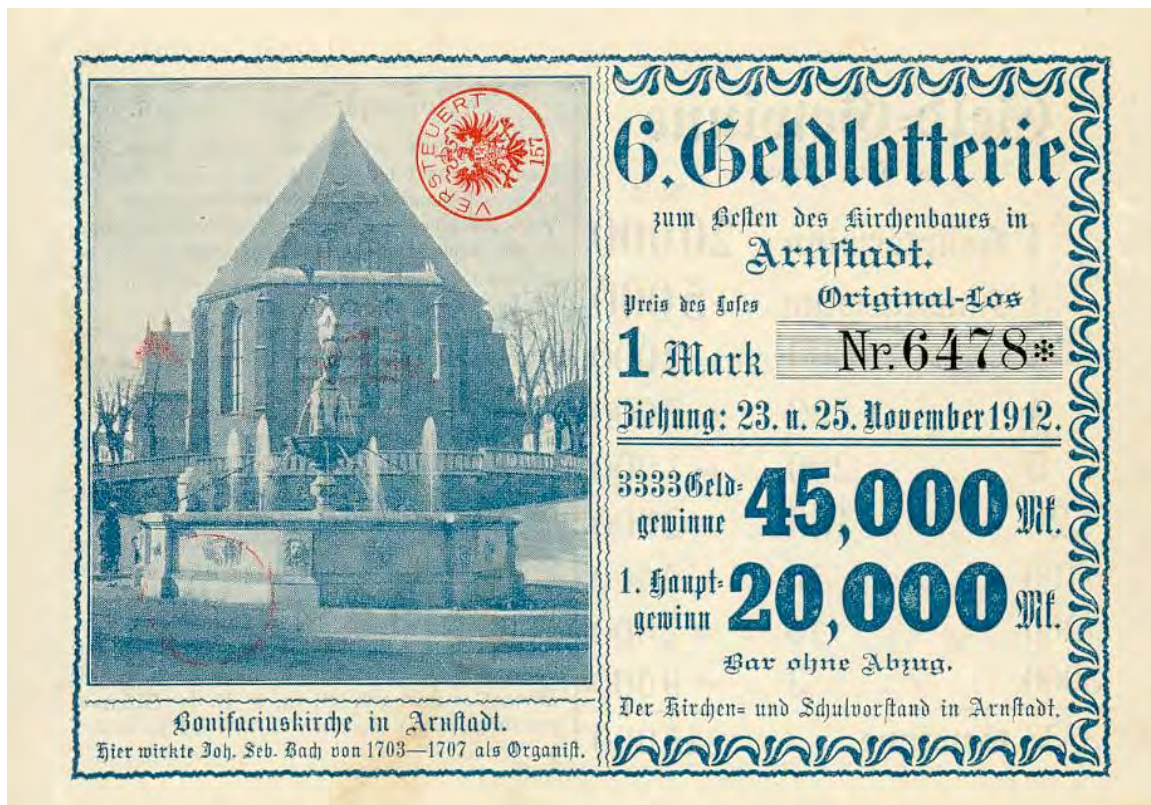 VERSTEUERT
157
Bonifaciuskirche in Arnstadt.
Hier wirkte Joh. Seb. Bach von 1703—1707 als Organist.
6. Geldlotterie
zum Besten des Kirchenbaues in
Arnstadt.
Preis des Loses
1 Mark
Original-Los
Nr. 6478*
Ziehung: 23. u. 25. November 1912.
3333 Geld-
gewinne 45,000 Mk.
1. Haupt-
gewinn 20,000 Mk.
Bar ohne Abzug.
Der Kirchen- und Schulvorstand in Arnstadt.